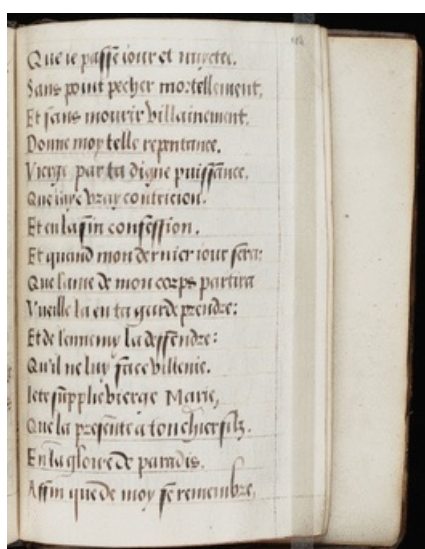 Que ie passe iour et nuyctee.
Sans point pecher mortellement,
Et sans mourir villainement,
Donne moy telle repentance.
Vierge par ta digne puissance,
Que iaye vray contricion.
Et en la fin confession.
Et quand mon dernier iour sera:
Que lame de mon corps partira
Vueille la en ta garde prendre:
Et de lennemy la deffendre:
Qu'il ne luy face villenie.
Ie te supplie vierge Marie,
Que la presente a ton chier filz.
En la gloire de paradis.
Affin que de moy se remembre,